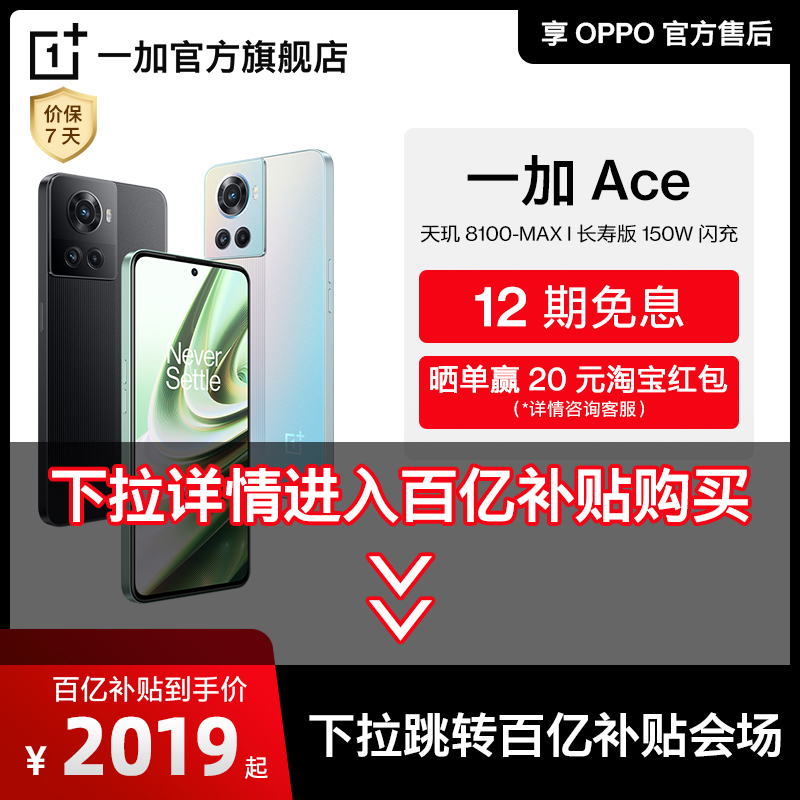 一加官方旗舰店
享 OPPO 官方售后
价保
7 天
一加 Ace
天玑 8100-MAX | 长寿版 150W 闪充
12 期免息
晒单赢 20 元淘宝红包
(*详情咨询客服)
Never
Settle
下拉详情进入百亿补贴购买
百亿补贴到手价
¥ 2019 起
下拉跳转百亿补贴会场